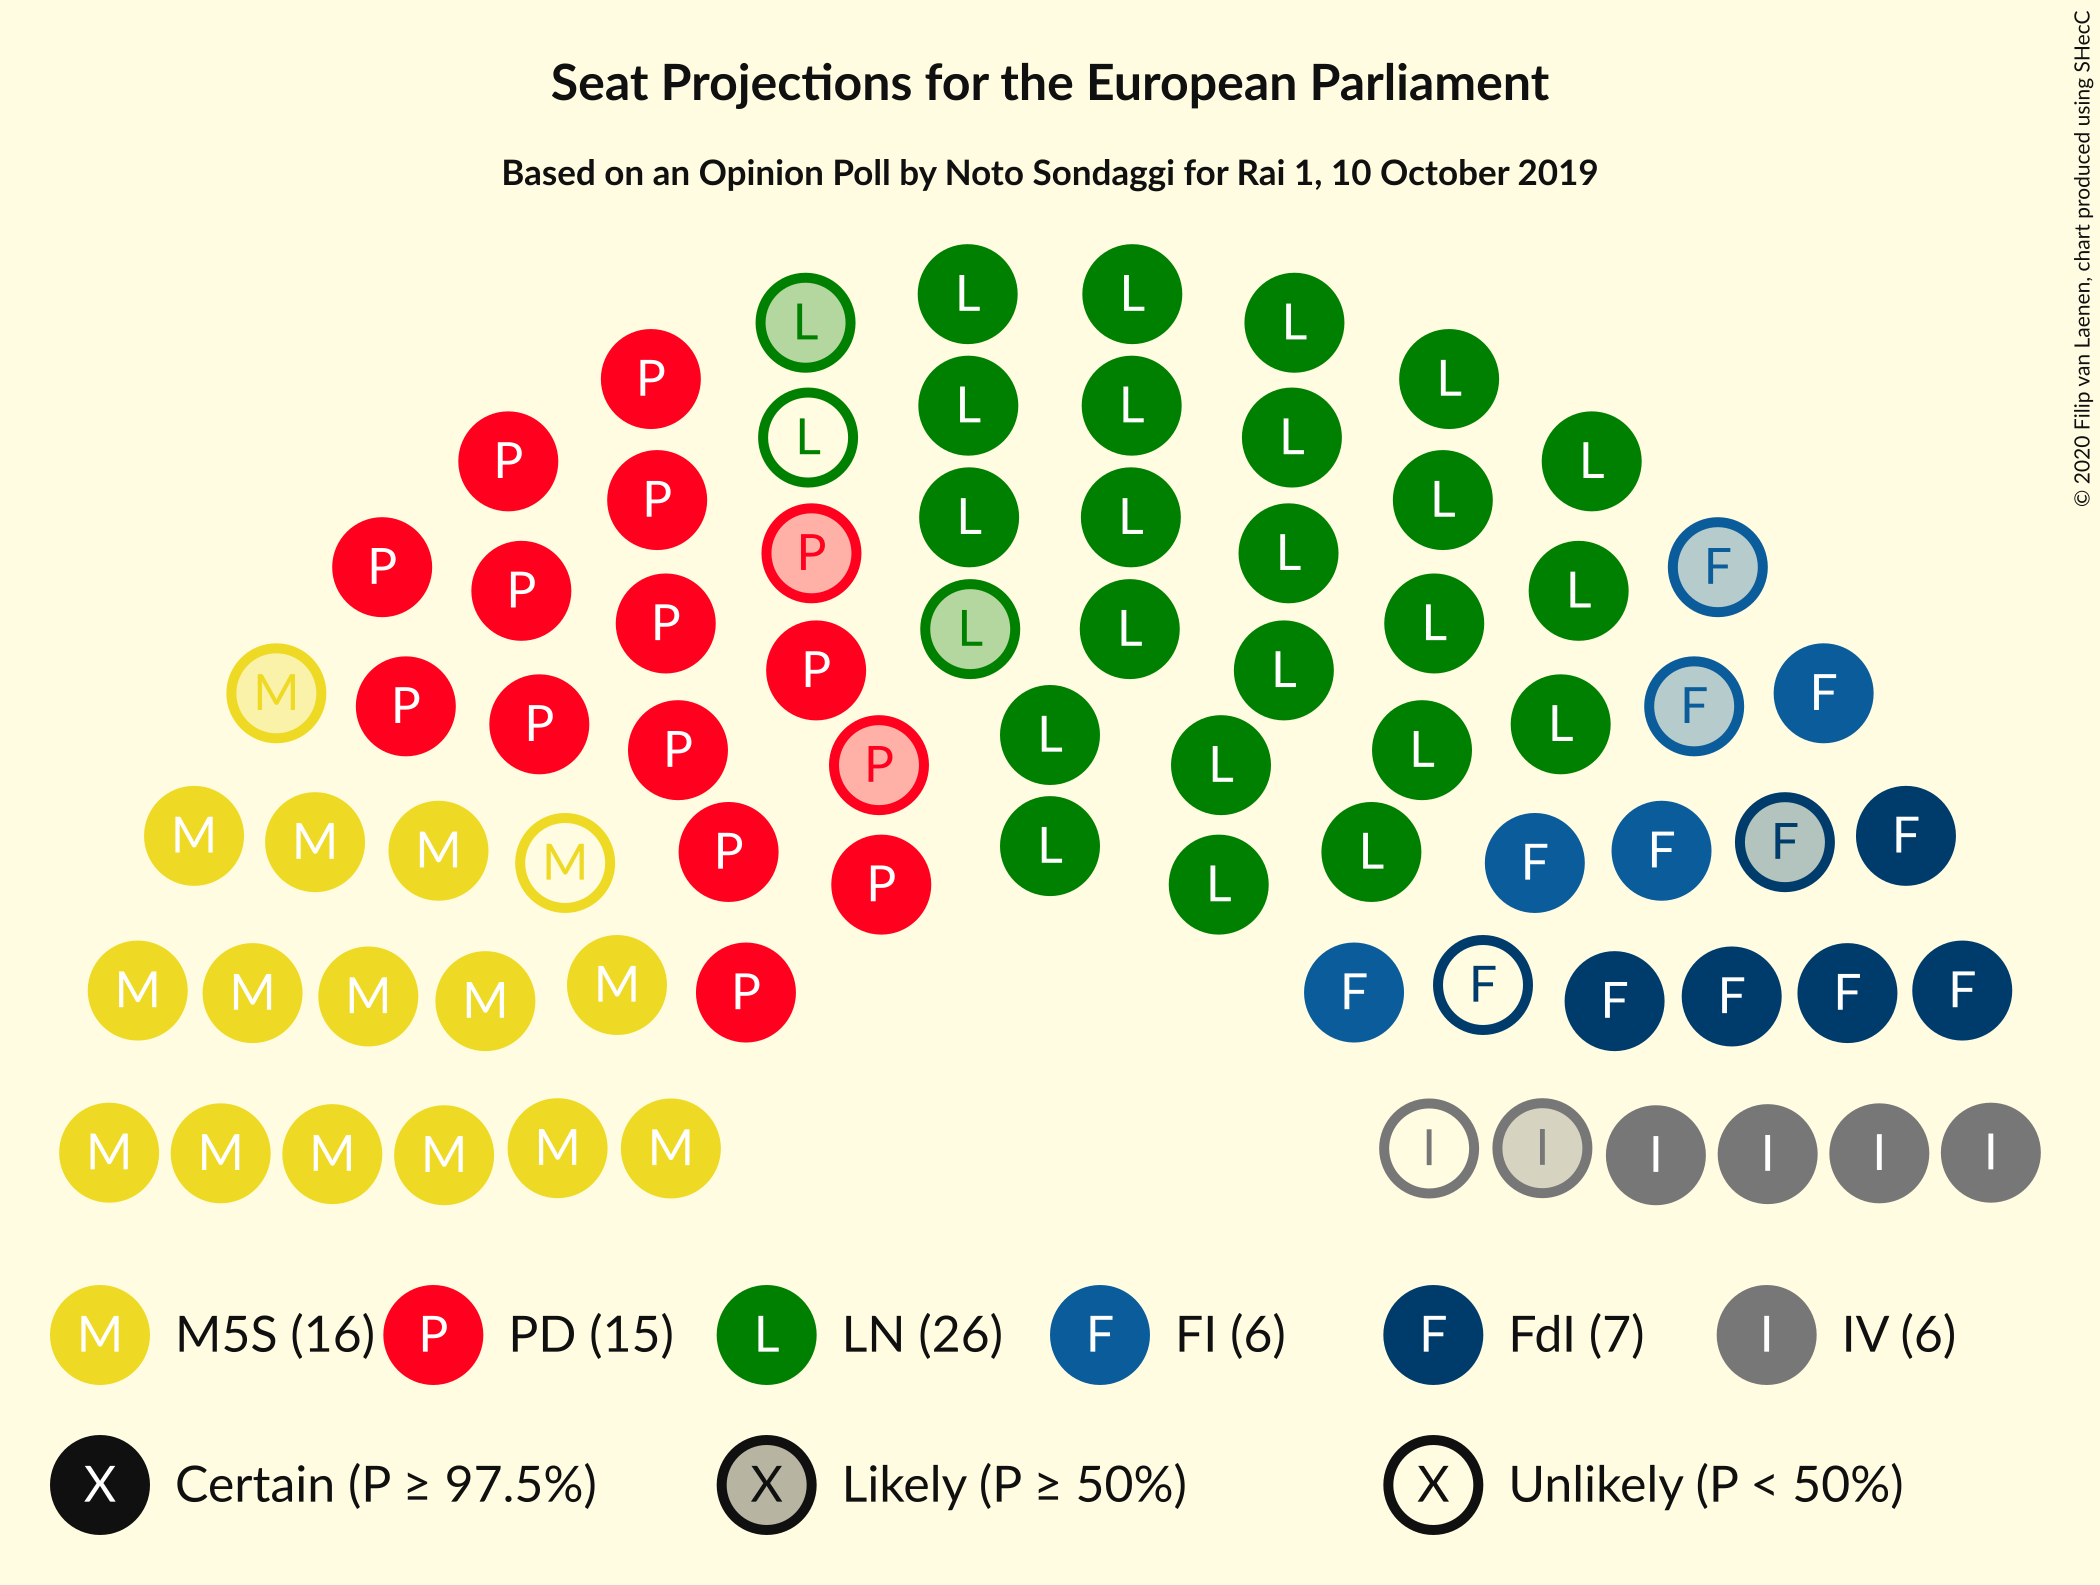 Seat Projections for the European Parliament
Based on an Opinion Poll by Noto Sondaggi for Rai 1, 10 October 2019
© 2020 Filip van Laenen, chart produced using SHecC
L L
L L
P L
L L
L L
P L L
P P L L
P L L
P F
P P L L
P L
P L L
M P P F F
P P L L
L
P L
M F
M M F F
M L L
M P L F
P L
M M F F
M M F F
M M F F
P F
M M M M M M I I I I I I
M M5S (16) P PD (15) L LN (26) F FI (6) F FdI (7) I IV (6)
X Certain (P ≥ 97.5%) X Likely (P ≥ 50%) X Unlikely (P < 50%)